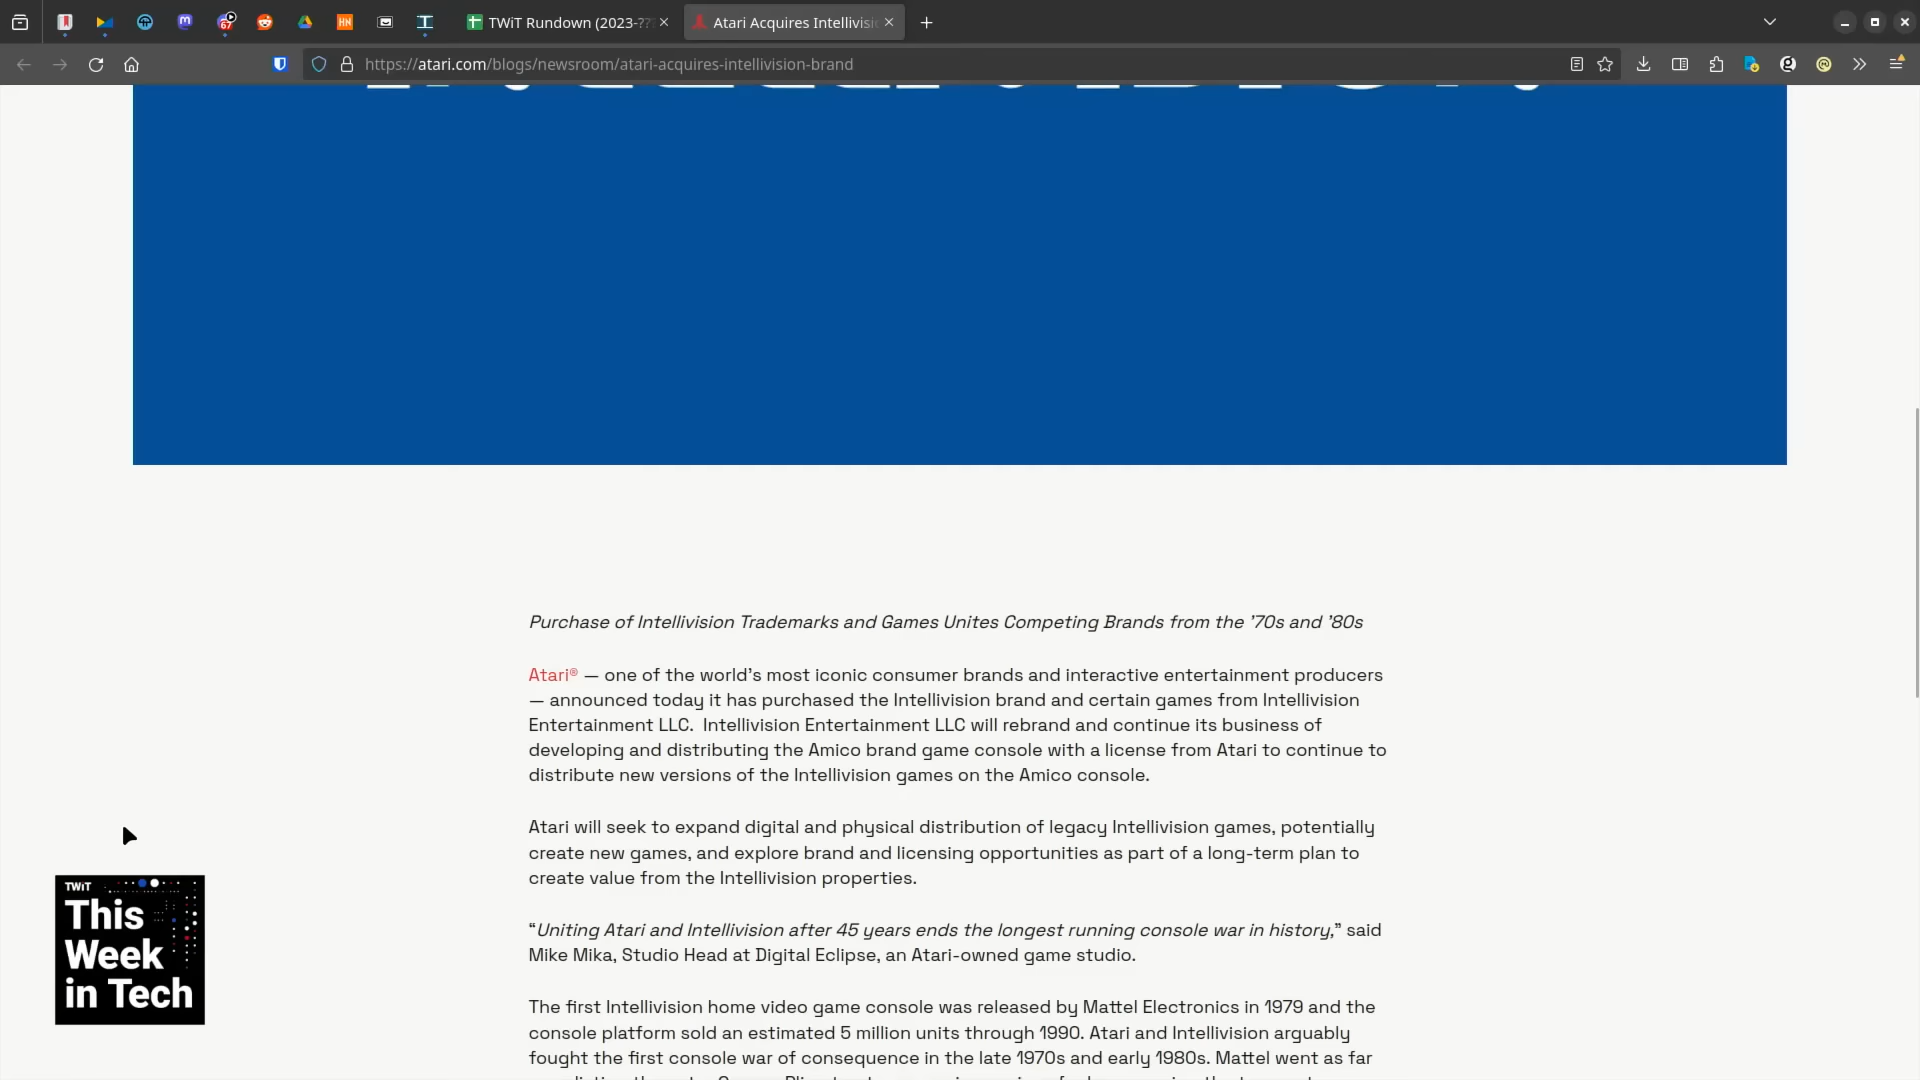 TWiT Rundown (2023-???
Atari Acquires Intellivisi
https://atari.com/blogs/newsroom/atari-acquires-intellivision-brand
Purchase of Intellivision Trademarks and Games Unites Competing Brands from the ’70s and ’80s
Atari® — one of the world’s most iconic consumer brands and interactive entertainment producers
— announced today it has purchased the Intellivision brand and certain games from Intellivision
Entertainment LLC.  Intellivision Entertainment LLC will rebrand and continue its business of
developing and distributing the Amico brand game console with a license from Atari to continue to
distribute new versions of the Intellivision games on the Amico console.
Atari will seek to expand digital and physical distribution of legacy Intellivision games, potentially
create new games, and explore brand and licensing opportunities as part of a long-term plan to
create value from the Intellivision properties.
“Uniting Atari and Intellivision after 45 years ends the longest running console war in history,” said
Mike Mika, Studio Head at Digital Eclipse, an Atari-owned game studio.
The first Intellivision home video game console was released by Mattel Electronics in 1979 and the
console platform sold an estimated 5 million units through 1990. Atari and Intellivision arguably
fought the first console war of consequence in the late 1970s and early 1980s. Mattel went as far
TWiT
This
Week
in Tech